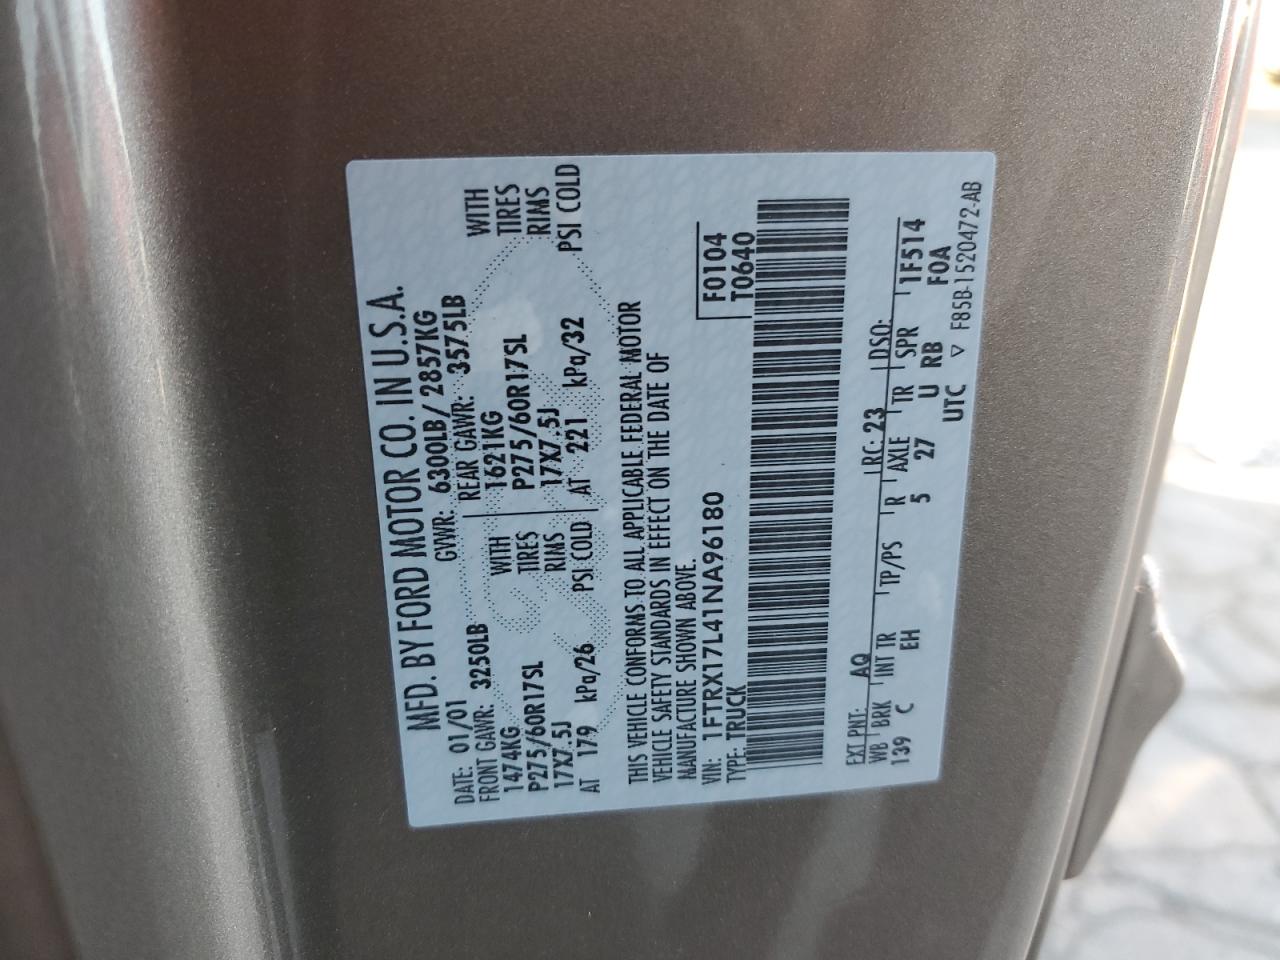 MFD. BY FORD MOTOR CO. IN U.S.A.
DATE: 01/01 GVWR: 6300LB/ 2857KG
FRONT GAWR: 3250LB REAR GAWR: 3575LB
1474KG WITH 1621KG WITH
P275/60R17SL TIRES P275/60R17SL TIRES
17X7.5J RIMS 17X7.5J RIMS
AT 179 kPa/26 PSI COLD AT 221 kPa/32 PSI COLD
THIS VEHICLE CONFORMS TO ALL APPLICABLE FEDERAL MOTOR
VEHICLE SAFETY STANDARDS IN EFFECT ON THE DATE OF
MANUFACTURE SHOWN ABOVE.
VIN: 1FTRX17L41NA96180 F0104
TYPE: TRUCK T0640
EXT PNT: AQ RC: 23 DSO:
WB BRK INT TR TP/PS R AXLE TR SPR 1F514
139 C EH 5 27 U RB F0A
UTC ▽ F85B-1520472-AB